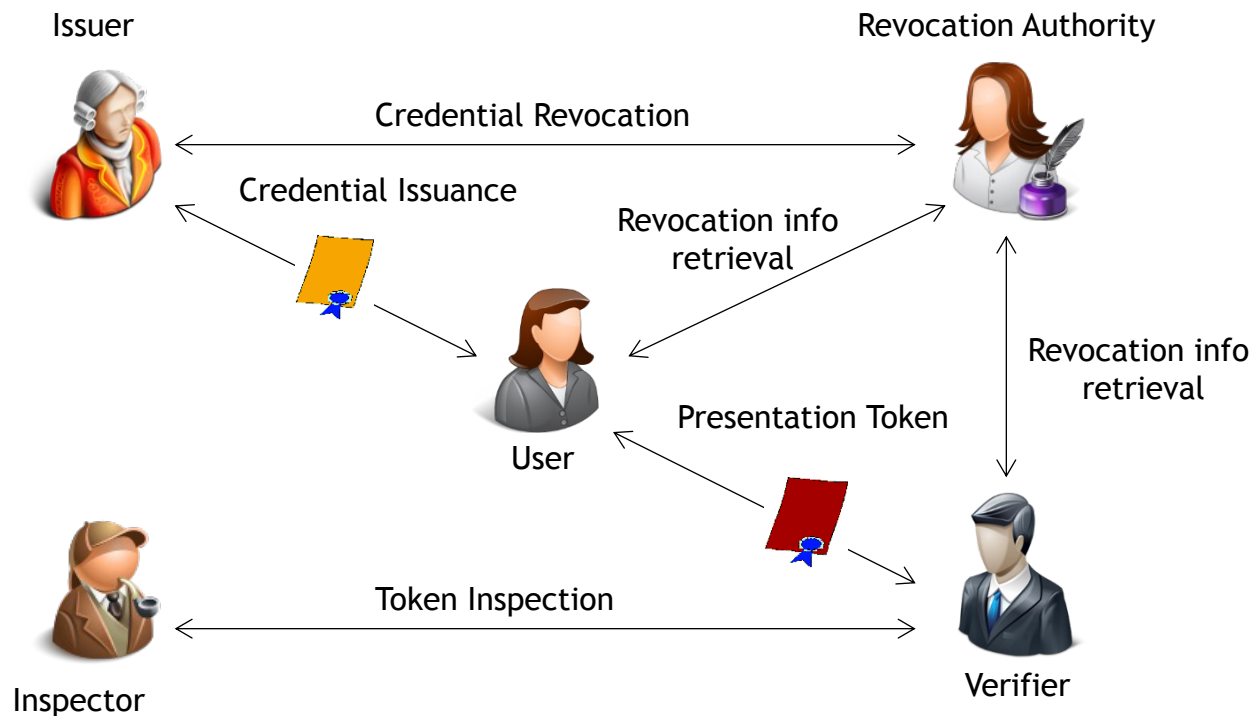 Issuer
Revocation Authority
Credential Revocation
Credential Issuance
Revocation info
retrieval
Revocation info
retrieval
Presentation Token
User
Token Inspection
Verifier
Inspector